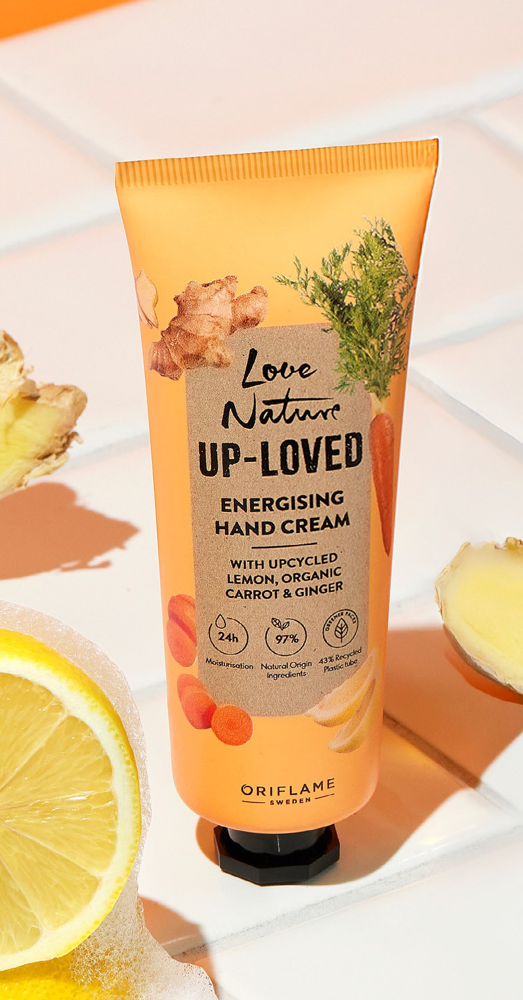 Love
Nature
UP-LOVED
ENERGISING
HAND CREAM
WITH UPCYCLED
LEMON, ORGANIC
CARROT & GINGER
24h
Moisturisation
97%
Natural Origin
Ingredients
GREENER PACKS
43% Recycled
Plastic tube
ORIFLAME
SWEDEN